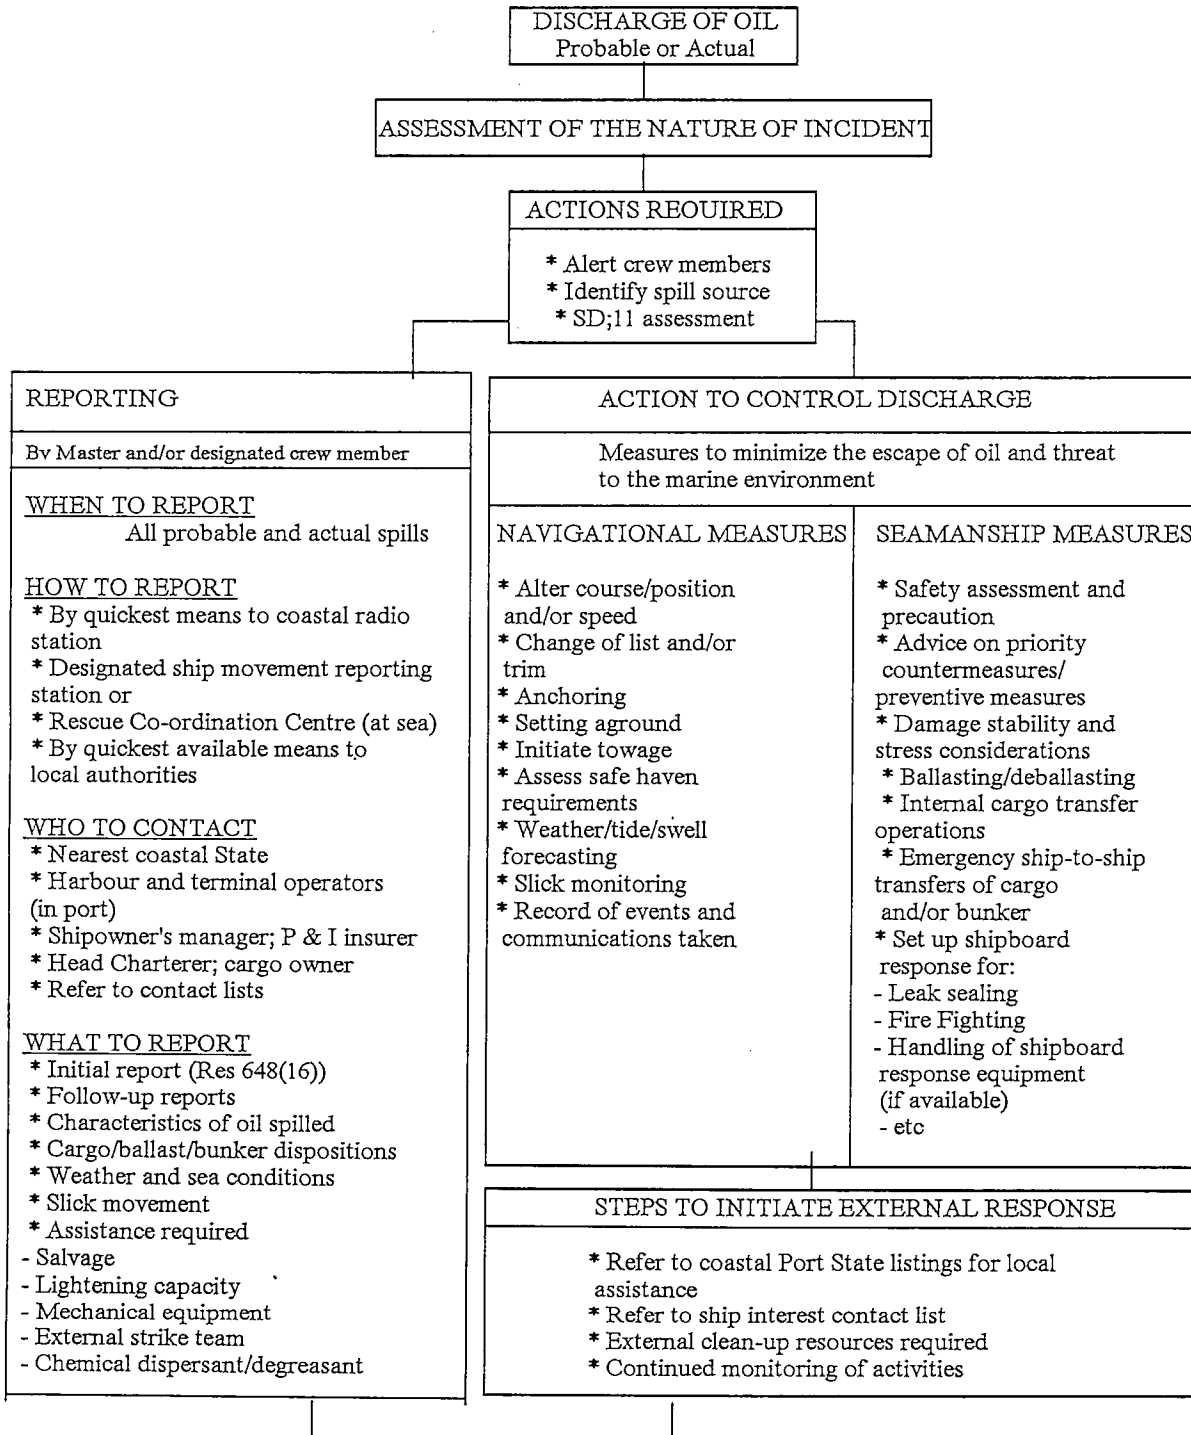 DISCHARGE OF OIL
Probable or Actual
ASSESSMENT OF THE NATURE OF INCIDENT
ACTIONS REOUIRED
* Alert crew members
* Identify spill source
* SD;11 assessment
REPORTING
Bv Master and/or designated crew member
WHEN TO REPORT
All probable and actual spills
HOW TO REPORT
* By quickest means to coastal radio
station
* Designated ship movement reporting
station or
* Rescue Co-ordination Centre (at sea)
* By quickest available means to
local authorities
WHO TO CONTACT
* Nearest coastal State
* Harbour and terminal operators
(in port)
* Shipowner's manager; P & I insurer
* Head Charterer; cargo owner
* Refer to contact lists
WHAT TO REPORT
* Initial report (Res 648(16))
* Follow-up reports
* Characteristics of oil spilled
* Cargo/ballast/bunker dispositions
* Weather and sea conditions
* Slick movement
* Assistance required
- Salvage
- Lightening capacity
- Mechanical equipment
- External strike team
- Chemical dispersant/degreasant
ACTION TO CONTROL DISCHARGE
Measures to minimize the escape of oil and threat
to the marine environment
NAVIGATIONAL MEASURES
* Alter course/position
and/or speed
* Change of list and/or
trim
* Anchoring
* Setting aground
* Initiate towage
* Assess safe haven
requirements
* Weather/tide/swell
forecasting
* Slick monitoring
* Record of events and
communications taken
SEAMANSHIP MEASURES
* Safety assessment and
precaution
* Advice on priority
countermeasures/
preventive measures
* Damage stability and
stress considerations
* Ballasting/deballasting
* Internal cargo transfer
operations
* Emergency ship-to-ship
transfers of cargo
and/or bunker
* Set up shipboard
response for:
- Leak sealing
- Fire Fighting
- Handling of shipboard
response equipment
(if available)
- etc
STEPS TO INITIATE EXTERNAL RESPONSE
* Refer to coastal Port State listings for local
assistance
* Refer to ship interest contact list
* External clean-up resources required
* Continued monitoring of activities